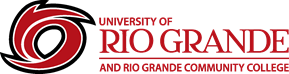 UNIVERSITY OF
RIO GRANDE
AND RIO GRANDE COMMUNITY COLLEGE